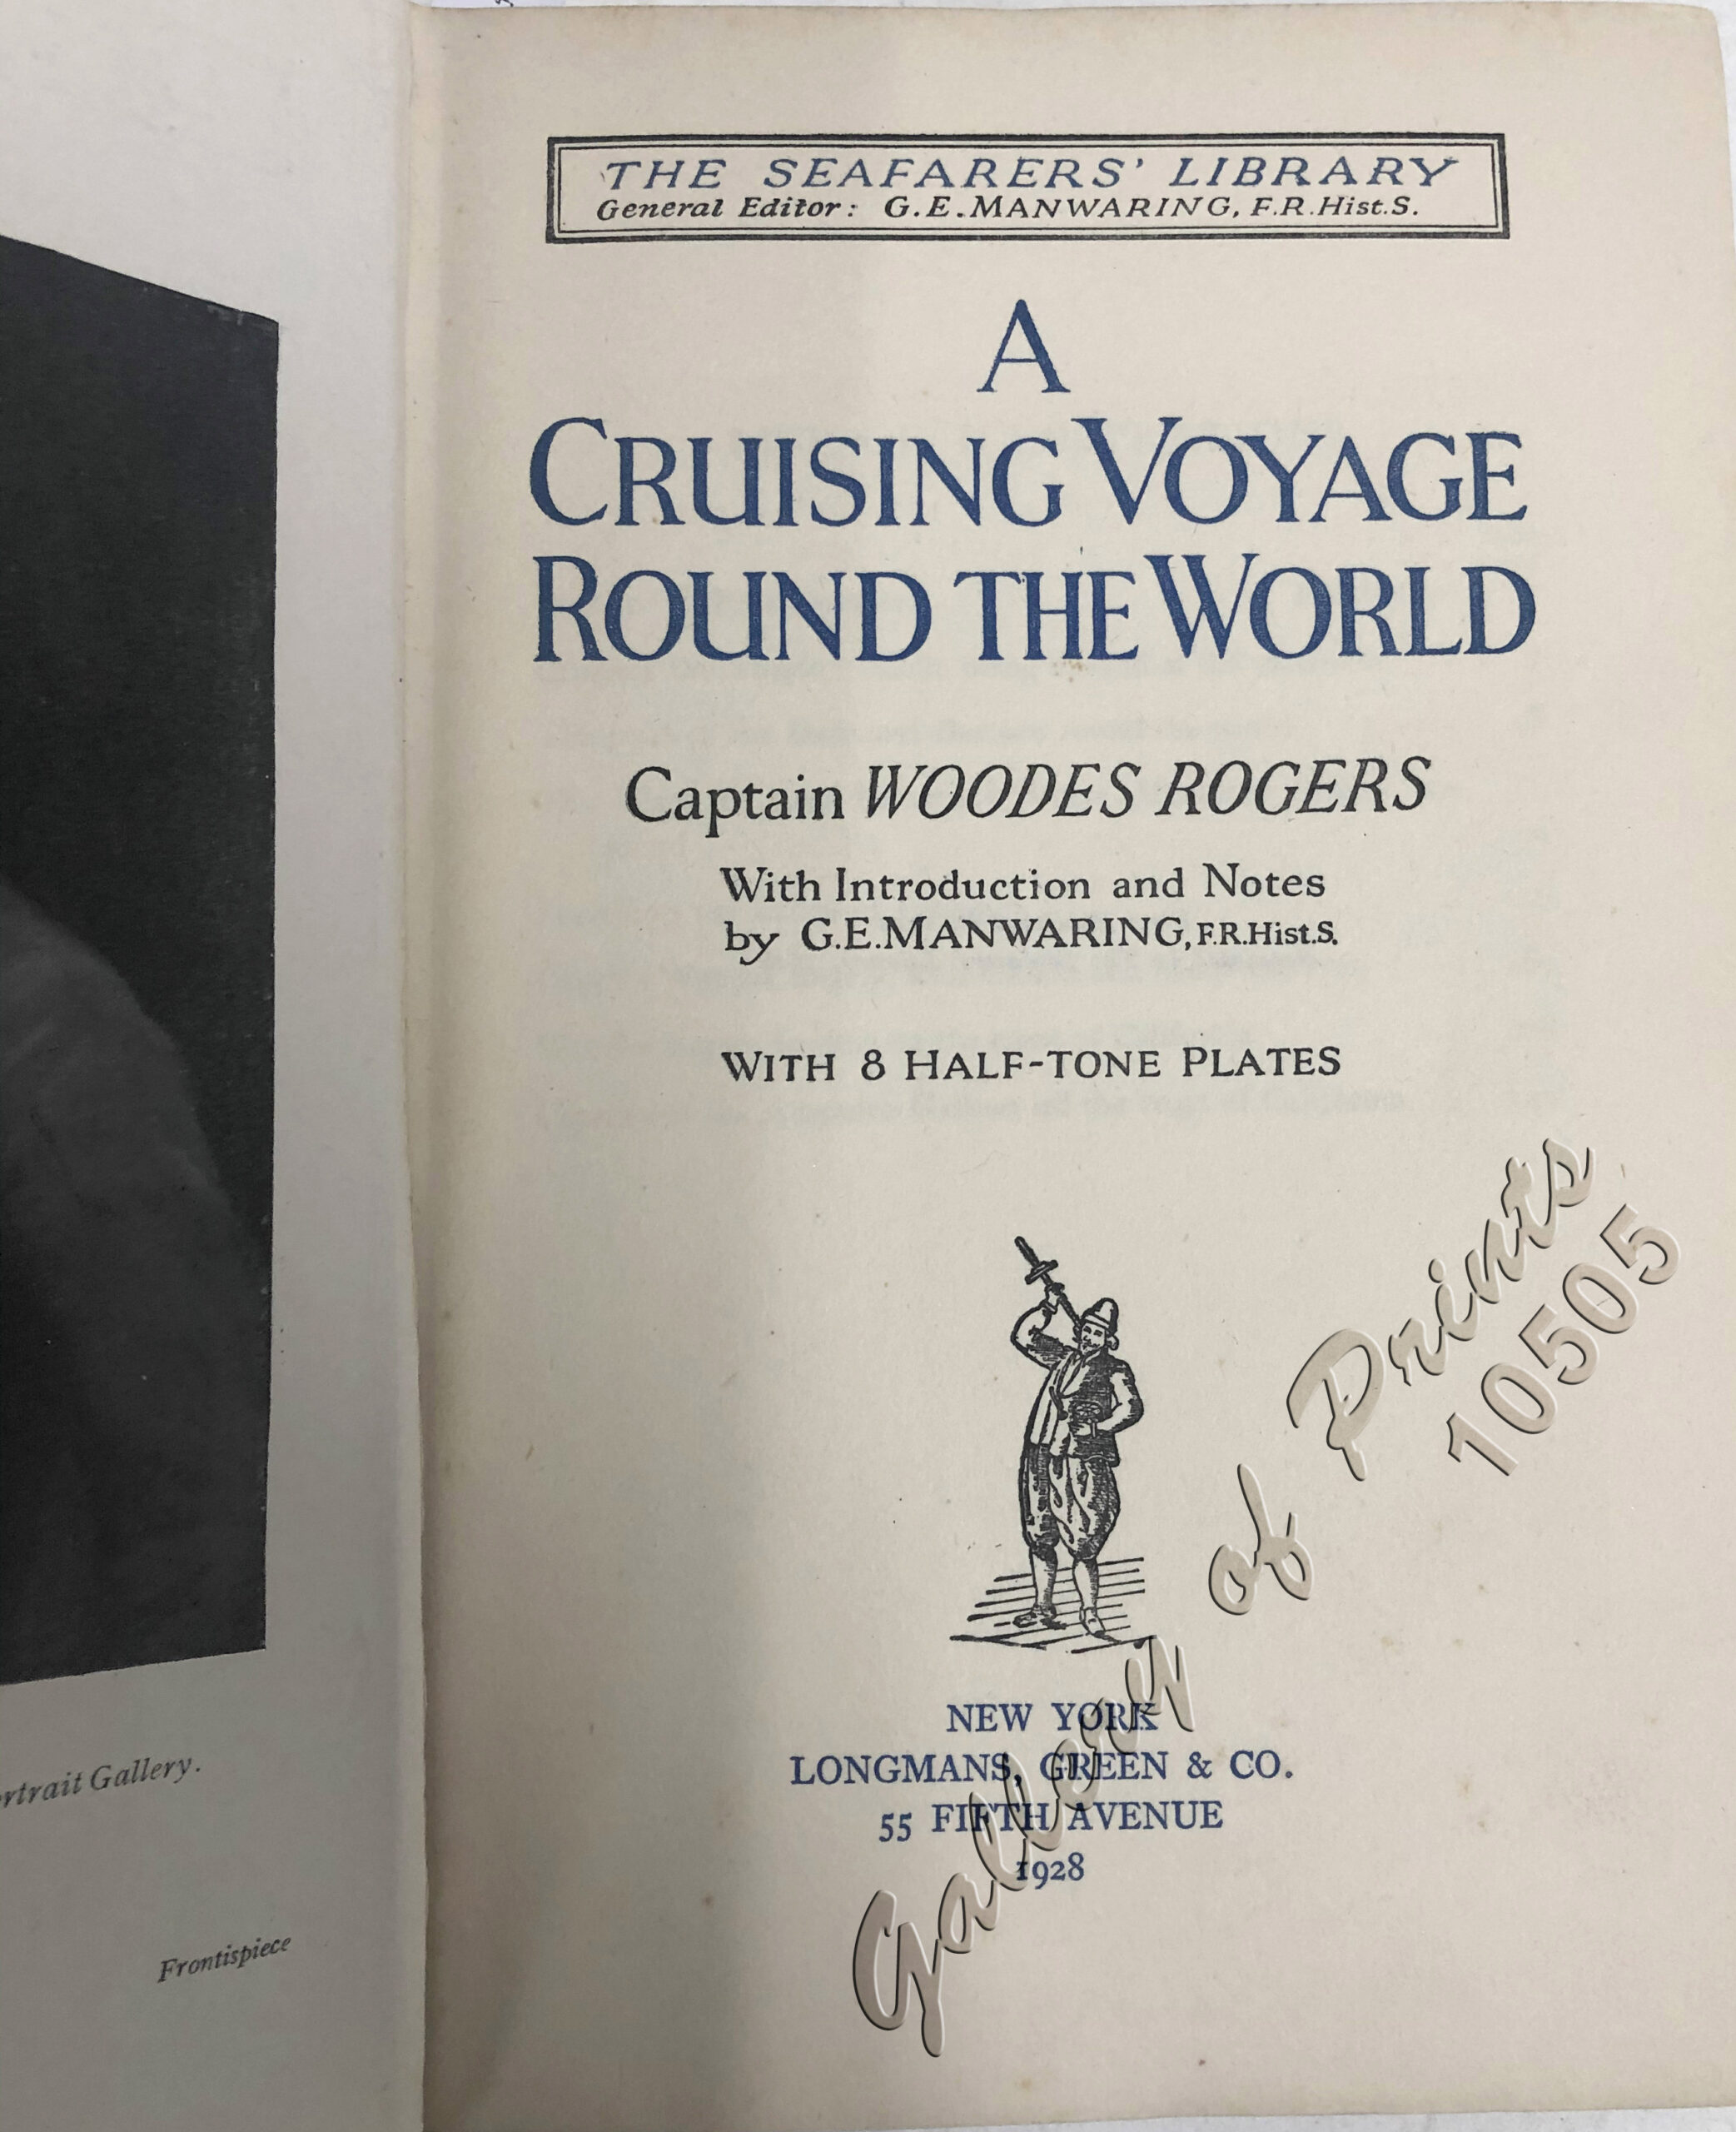 THE SEAFARERS' LIBRARY
General Editor: G.E.MANWARING, F.R.Hist.S.
A
CRUISING VOYAGE
ROUND THE WORLD
Captain WOODES ROGERS
With Introduction and Notes
by G.E.MANWARING, F.R.Hist.S.
WITH 8 HALF-TONE PLATES
NEW YORK
LONGMANS, GREEN & CO.
55 FIFTH AVENUE
1928
Gallery of Prints
10505
Gallery.
Frontispiece